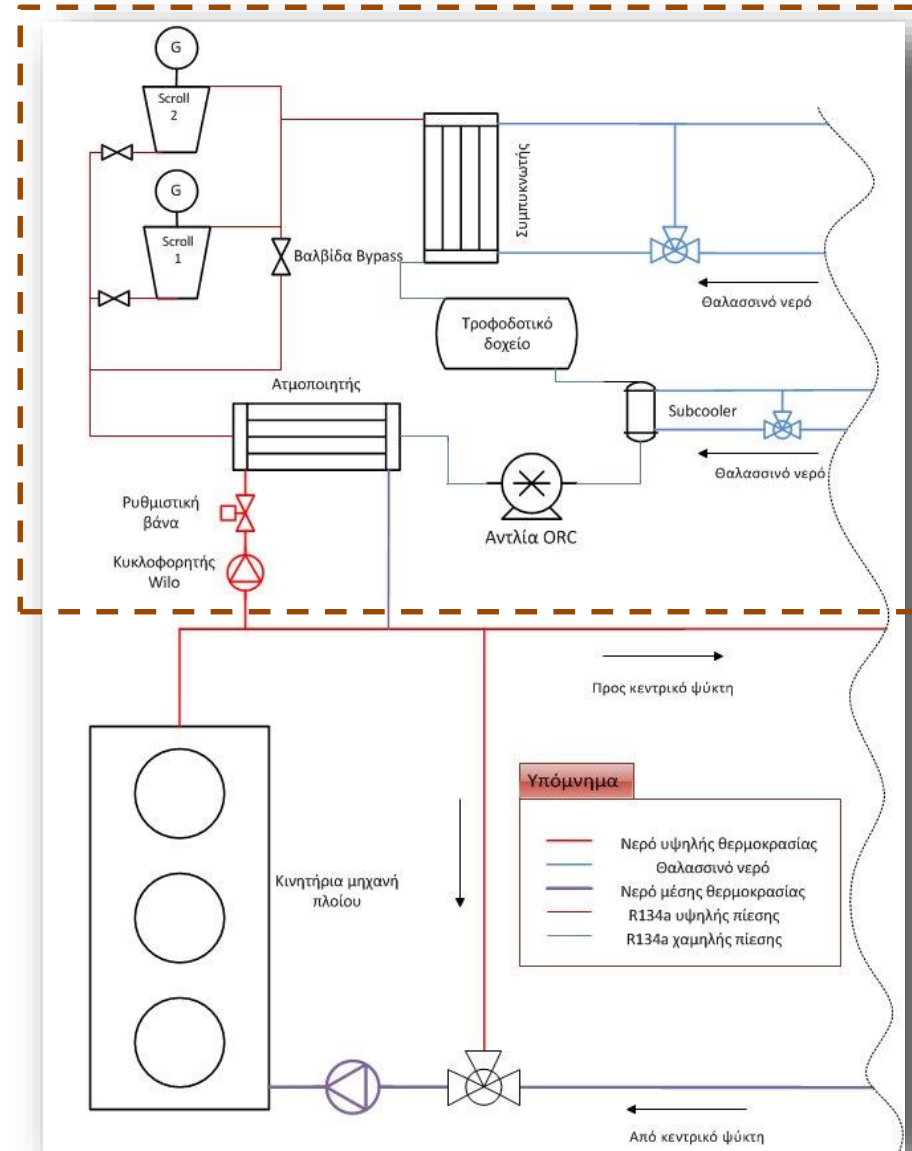 G
Scroll
2
G
Scroll
1
Βαλβίδα Bypass
Συμπυκνωτής
Θαλασσινό νερό
Τροφοδοτικό
δοχείο
Ατμοποιητής
Subcooler
Θαλασσινό νερό
Ρυθμιστική
βάνα
Αντλία ORC
Κυκλοφορητής
Wilo
Προς κεντρικό ψύκτη
Υπόμνημα
Νερό υψηλής θερμοκρασίας
Θαλασσινό νερό
Νερό μέσης θερμοκρασίας
R134a υψηλής πίεσης
R134a χαμηλής πίεσης
Κινητήρια μηχανή
πλοίου
Από κεντρικό ψύκτη